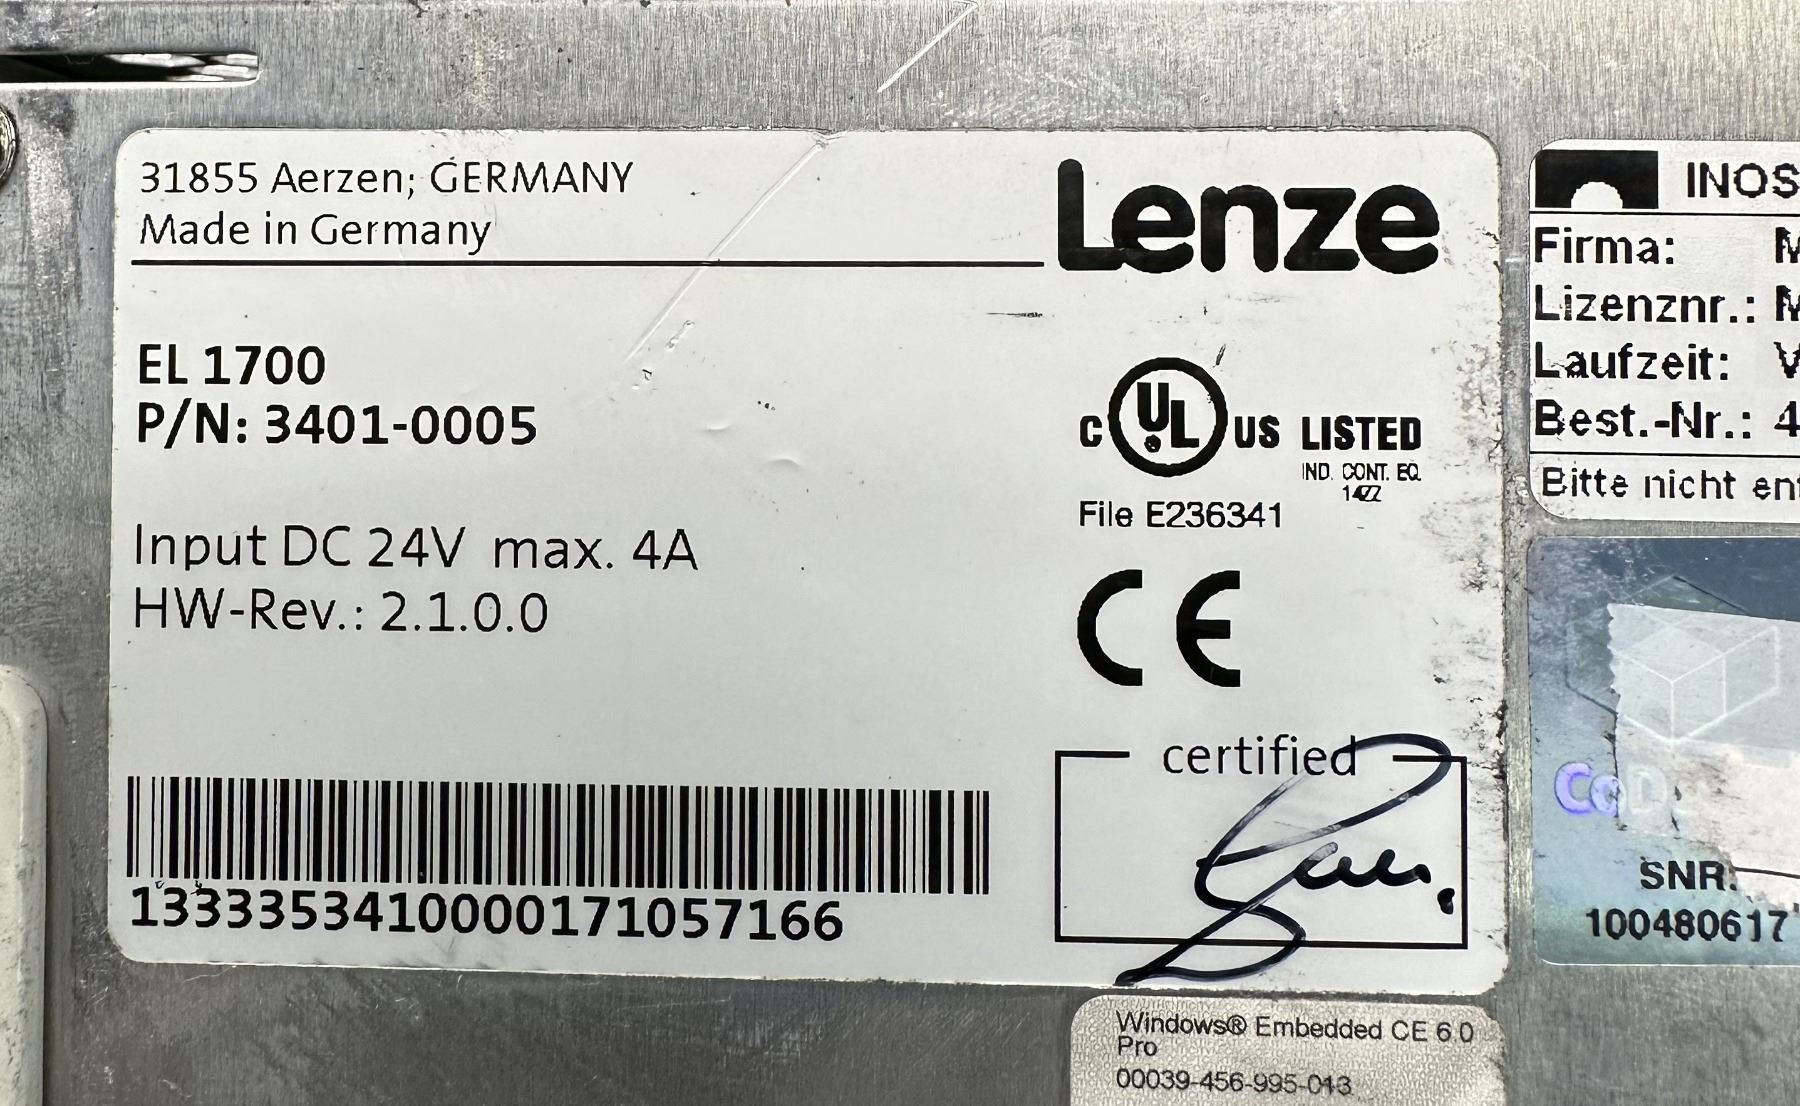 31855 Aerzen; GERMANY
Made in Germany
Lenze
EL 1700
P/N: 3401-0005
Input DC 24V max. 4A
HW-Rev.: 2.1.0.0
C UL US LISTED
IND. CONT. EQ.
File E236341
CE
certified
1333353410000171057166
INOS
Firma:
Lizenznr.:
Laufzeit:
Best.-Nr.: 4
Bitte nicht
SNR:
100480617
Windows® Embedded CE 6.0
Pro
00039-456-995-013